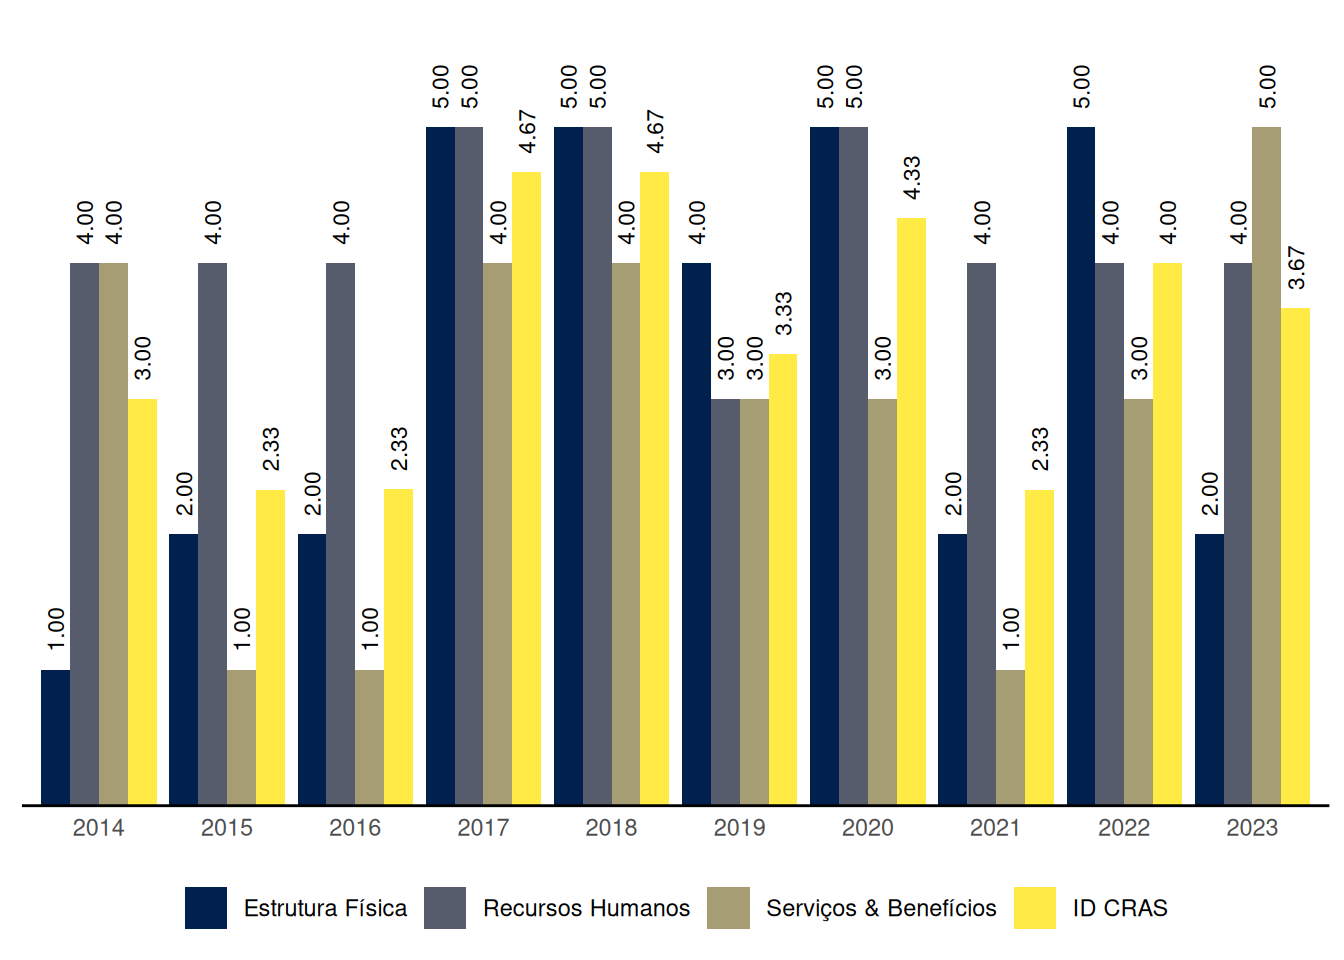 5.00 5.00 5.00 5.00 5.00 5.00 5.00 5.00
4.67 4.67
4.33
4.00 4.00 4.00 4.00 4.00 4.00 4.00 4.00 4.00 4.00 4.00
3.67
3.33
3.00 3.00 3.00 3.00 3.00
2.33 2.33 2.33
2.00 2.00 2.00 2.00
1.00 1.00 1.00 1.00
2014 2015 2016 2017 2018 2019 2020 2021 2022 2023
Estrutura Física Recursos Humanos Serviços & Benefícios ID CRAS